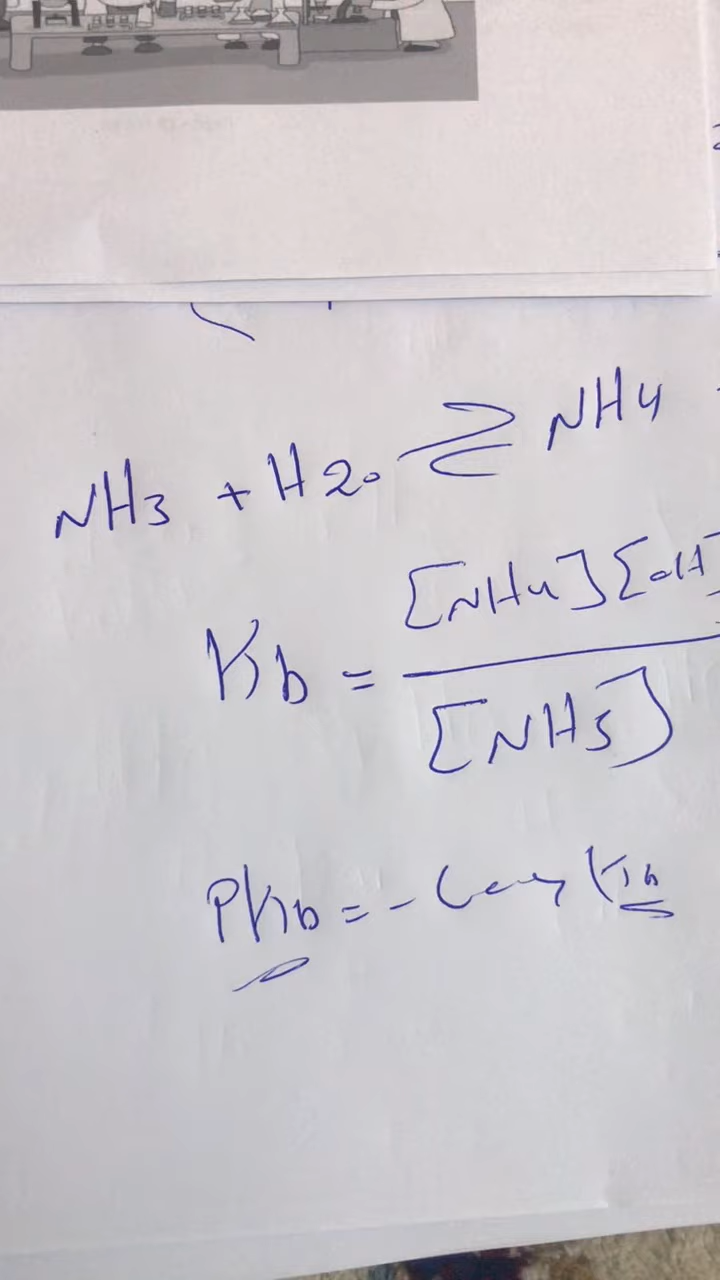 NH3 + H2O ⇌ NH4
Kb = [NH4][OH] / [NH3]
PKb = - Log Kb